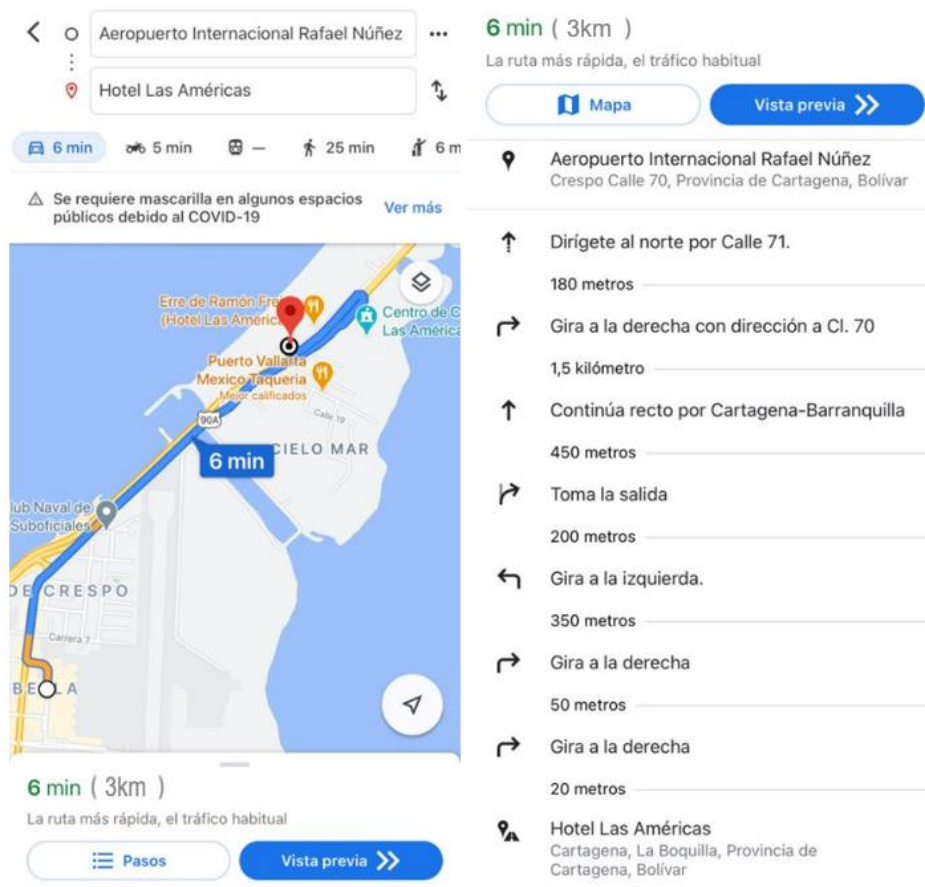 Aeropuerto Internacional Rafael Núñez
Hotel Las Américas
6 min
5 min
—
25 min
6 m
Se requiere mascarilla en algunos espacios
públicos debido al COVID-19
Ver más
Erre de Ramón Fre
(Hotel Las Améric
Centro de C
Las América
Puerto Vallarta
Mexico Taqueria
Mejor calificados
Calle 19
90A
CIELO MAR
6 min
lub Naval de
Suboficiales
DE CRESPO
Carrera 7
BELLA
6 min ( 3km )
La ruta más rápida, el tráfico habitual
Pasos
Vista previa
6 min ( 3km )
La ruta más rápida, el tráfico habitual
Mapa
Vista previa
Aeropuerto Internacional Rafael Núñez
Crespo Calle 70, Provincia de Cartagena, Bolívar
Dirígete al norte por Calle 71.
180 metros
Gira a la derecha con dirección a Cl. 70
1,5 kilómetro
Continúa recto por Cartagena-Barranquilla
450 metros
Toma la salida
200 metros
Gira a la izquierda.
350 metros
Gira a la derecha
50 metros
Gira a la derecha
20 metros
Hotel Las Américas
Cartagena, La Boquilla, Provincia de
Cartagena, Bolívar